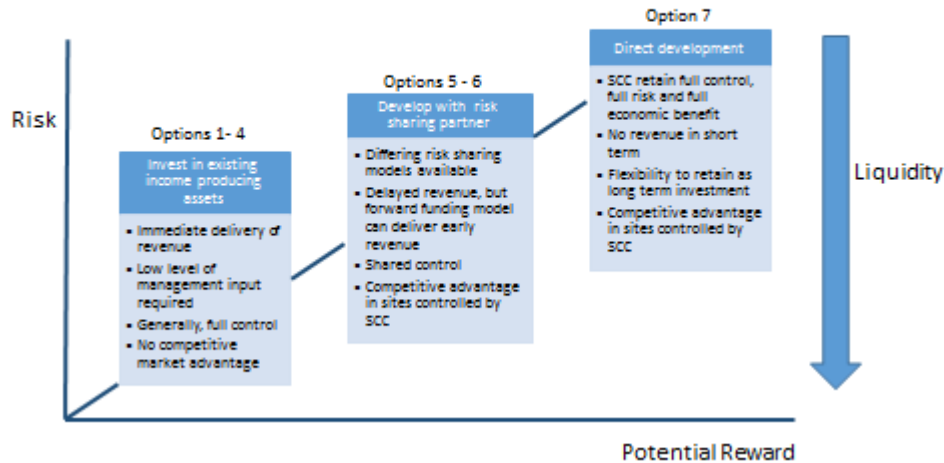 Option 7
Direct development
▪ SCC retain full control,
full risk and full
economic benefit
▪ No revenue in short
term
▪ Flexibility to retain as
long term investment
▪ Competitive advantage
in sites controlled by
SCC
Options 5 - 6
Develop with risk
sharing partner
▪ Differing risk sharing
models available
▪ Delayed revenue, but
forward funding model
can deliver early
revenue
▪ Shared control
▪ Competitive advantage
in sites controlled by
SCC
Risk
Options 1- 4
Invest in existing
income producing
assets
▪ Immediate delivery of
revenue
▪ Low level of
management input
required
▪ Generally, full control
▪ No competitive
market advantage
Liquidity
Potential Reward